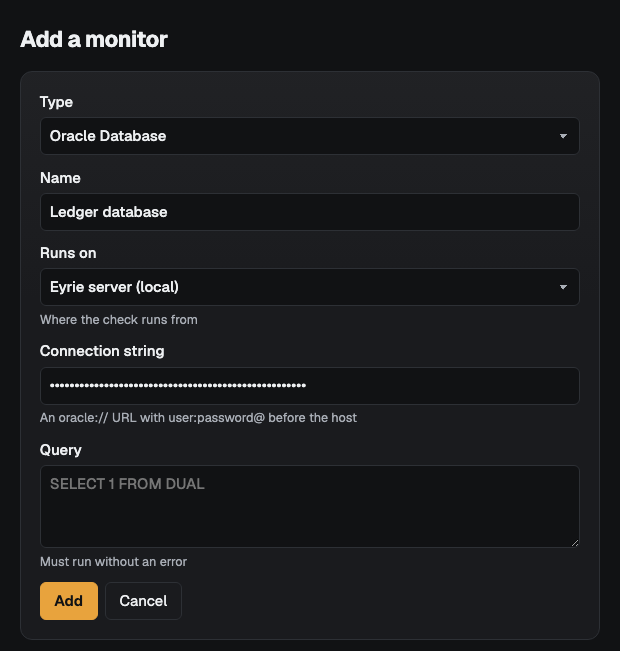 Add a monitor
Type
Oracle Database
Name
Ledger database
Runs on
Eyrie server (local)
Where the check runs from
Connection string
••••••••••••••••••••••••••••••••••••••••••••••••••••
An oracle:// URL with user:password@ before the host
Query
SELECT 1 FROM DUAL
Must run without an error
Add
Cancel